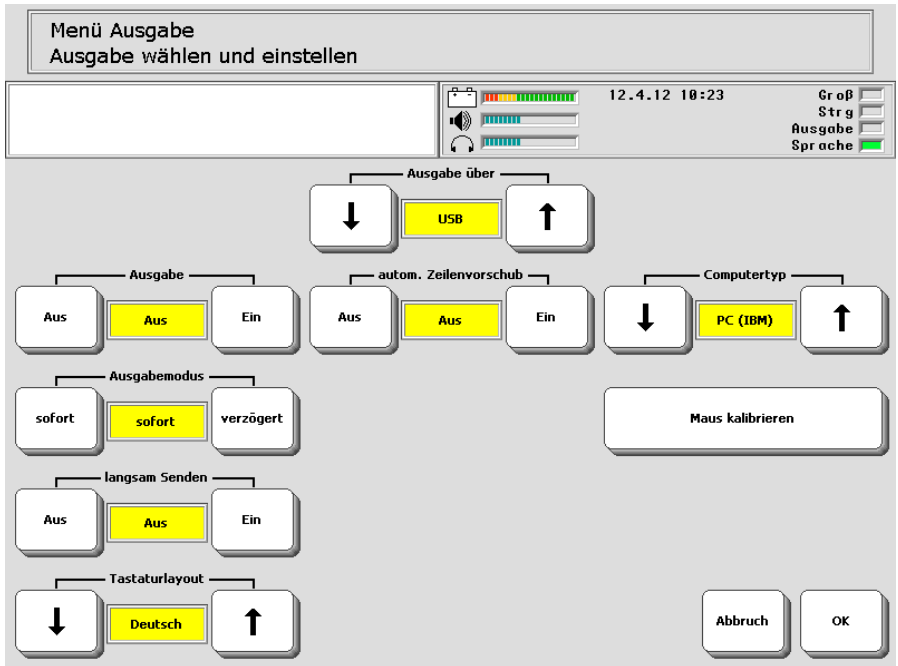 Menü Ausgabe
Ausgabe wählen und einstellen
12.4.12 10:23
Groß
Strg
Ausgabe
Sprache
Ausgabe über
USB
Ausgabe
autom. Zeilenvorschub
Computertyp
Aus Aus Ein
Aus Aus Ein
PC (IBM)
Ausgabemodus
sofort sofort verzögert
Maus kalibrieren
langsam Senden
Aus Aus Ein
Tastaturlayout
Deutsch
Abbruch
OK